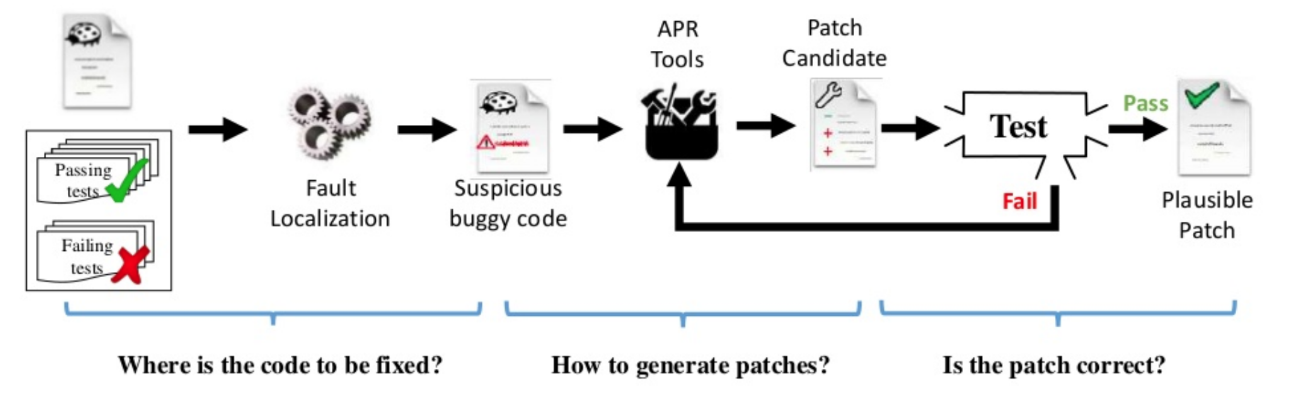 Passing
tests
Failing
tests
Fault
Localization
Suspicious
buggy code
APR
Tools
Patch
Candidate
Test
Pass
Fail
Plausible
Patch
Where is the code to be fixed?
How to generate patches?
Is the patch correct?